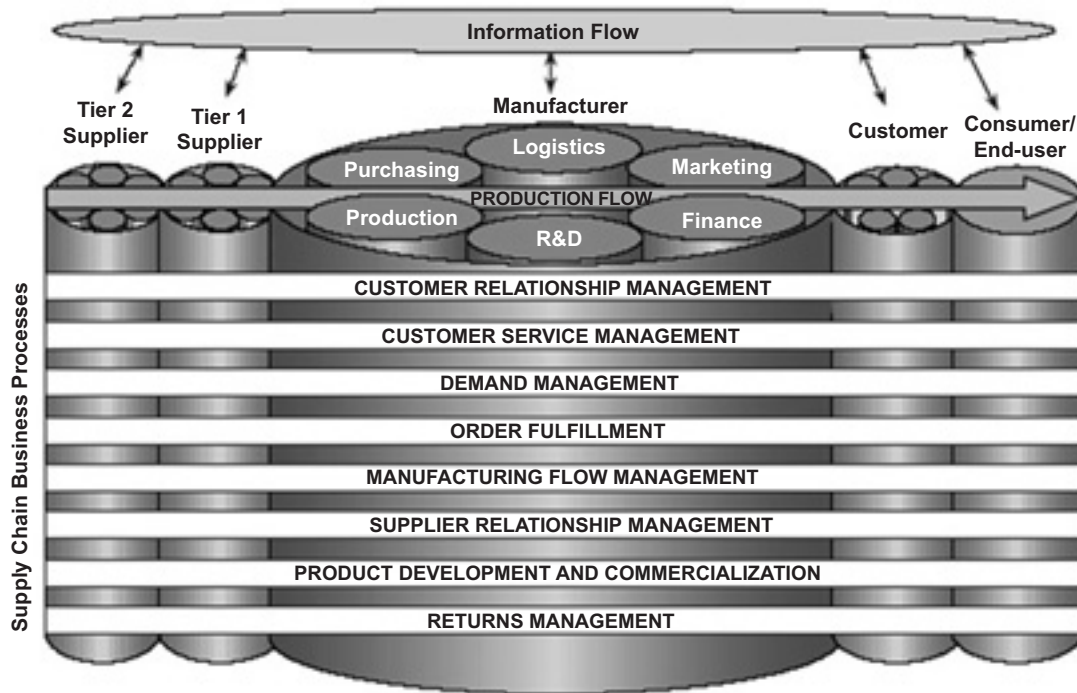 Information Flow
Tier 2
Supplier
Tier 1
Supplier
Manufacturer
Customer
Consumer/
End-user
Logistics
Purchasing
Marketing
PRODUCTION FLOW
Production
Finance
R&D
Supply Chain Business Processes
CUSTOMER RELATIONSHIP MANAGEMENT
CUSTOMER SERVICE MANAGEMENT
DEMAND MANAGEMENT
ORDER FULFILLMENT
MANUFACTURING FLOW MANAGEMENT
SUPPLIER RELATIONSHIP MANAGEMENT
PRODUCT DEVELOPMENT AND COMMERCIALIZATION
RETURNS MANAGEMENT